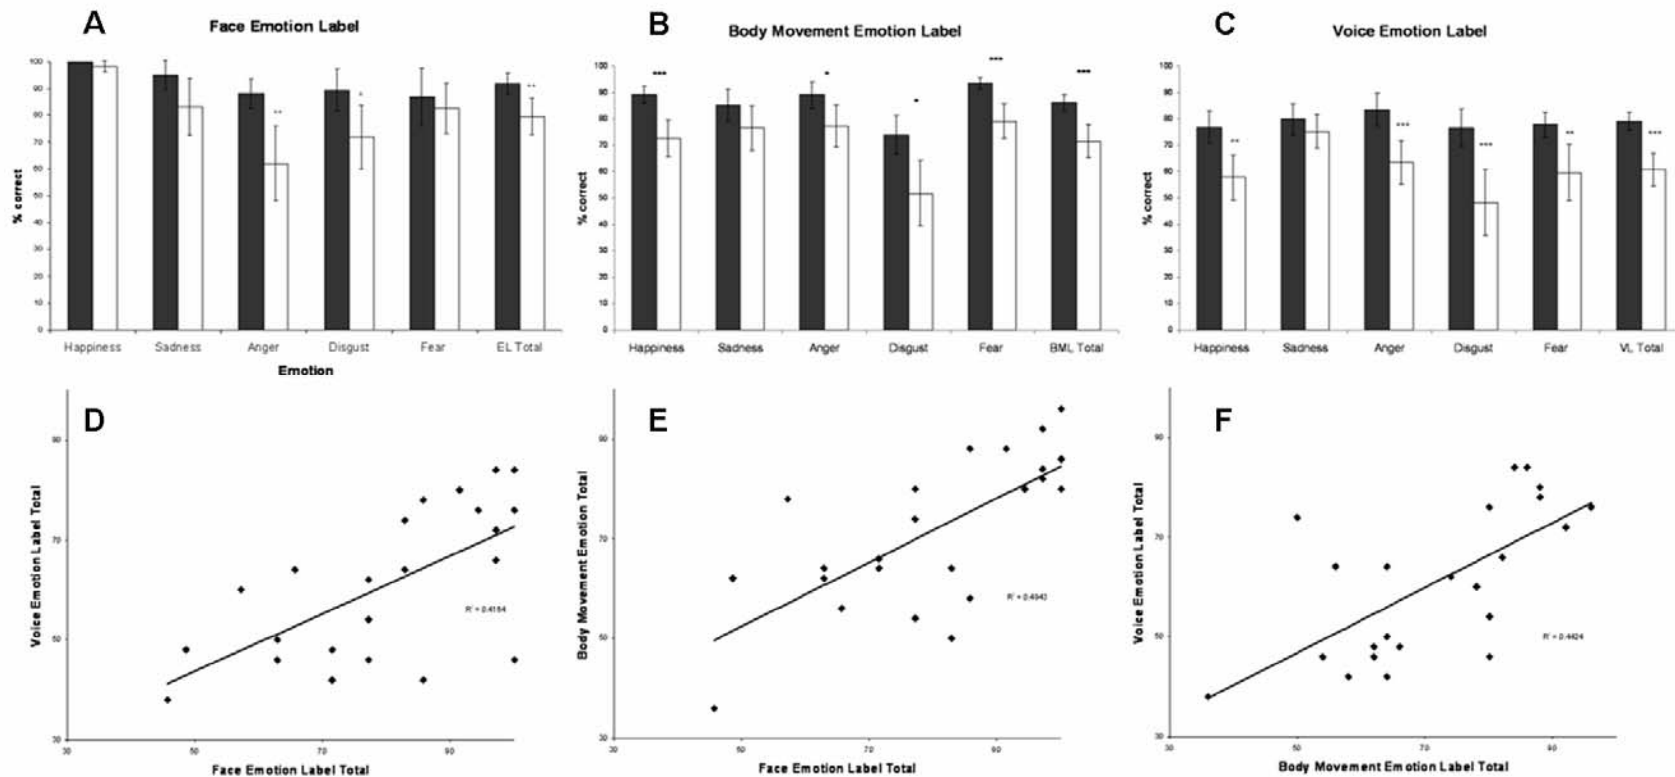 A
Face Emotion Label
% correct
100
90
80
70
60
50
40
30
20
10
0
**
*
**
Happiness Sadness Anger Disgust Fear EL Total
Emotion
B
Body Movement Emotion Label
% correct
100
90
80
70
60
50
40
30
20
10
0
***
*
*
***
***
Happiness Sadness Anger Disgust Fear BML Total
C
Voice Emotion Label
% correct
100
90
80
70
60
50
40
30
20
10
0
**
***
***
**
***
Happiness Sadness Anger Disgust Fear VL Total
D
Voice Emotion Label Total
90
70
50
30
30 50 70 90
Face Emotion Label Total
E
Body Movement Emotion Total
90
70
50
30
30 50 70 90
Face Emotion Label Total
F
Voice Emotion Label Total
90
70
50
30
R² = 0.4424
30 50 70 90
Body Movement Emotion Label Total